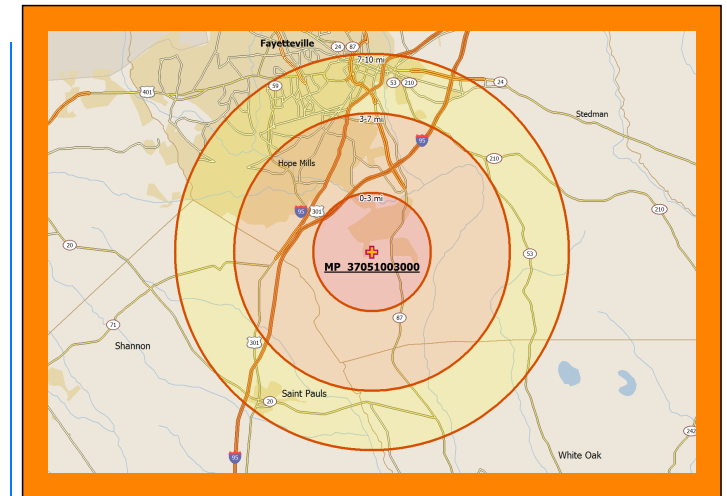 Fayetteville
24
87
7-10 mi
59
53
210
24
401
Stedman
3-7 mi
95
210
Hope Mills
0-3 mi
95
301
210
20
MP_37051003000
53
87
71
Shannon
301
Saint Pauls
20
242
White Oak
95